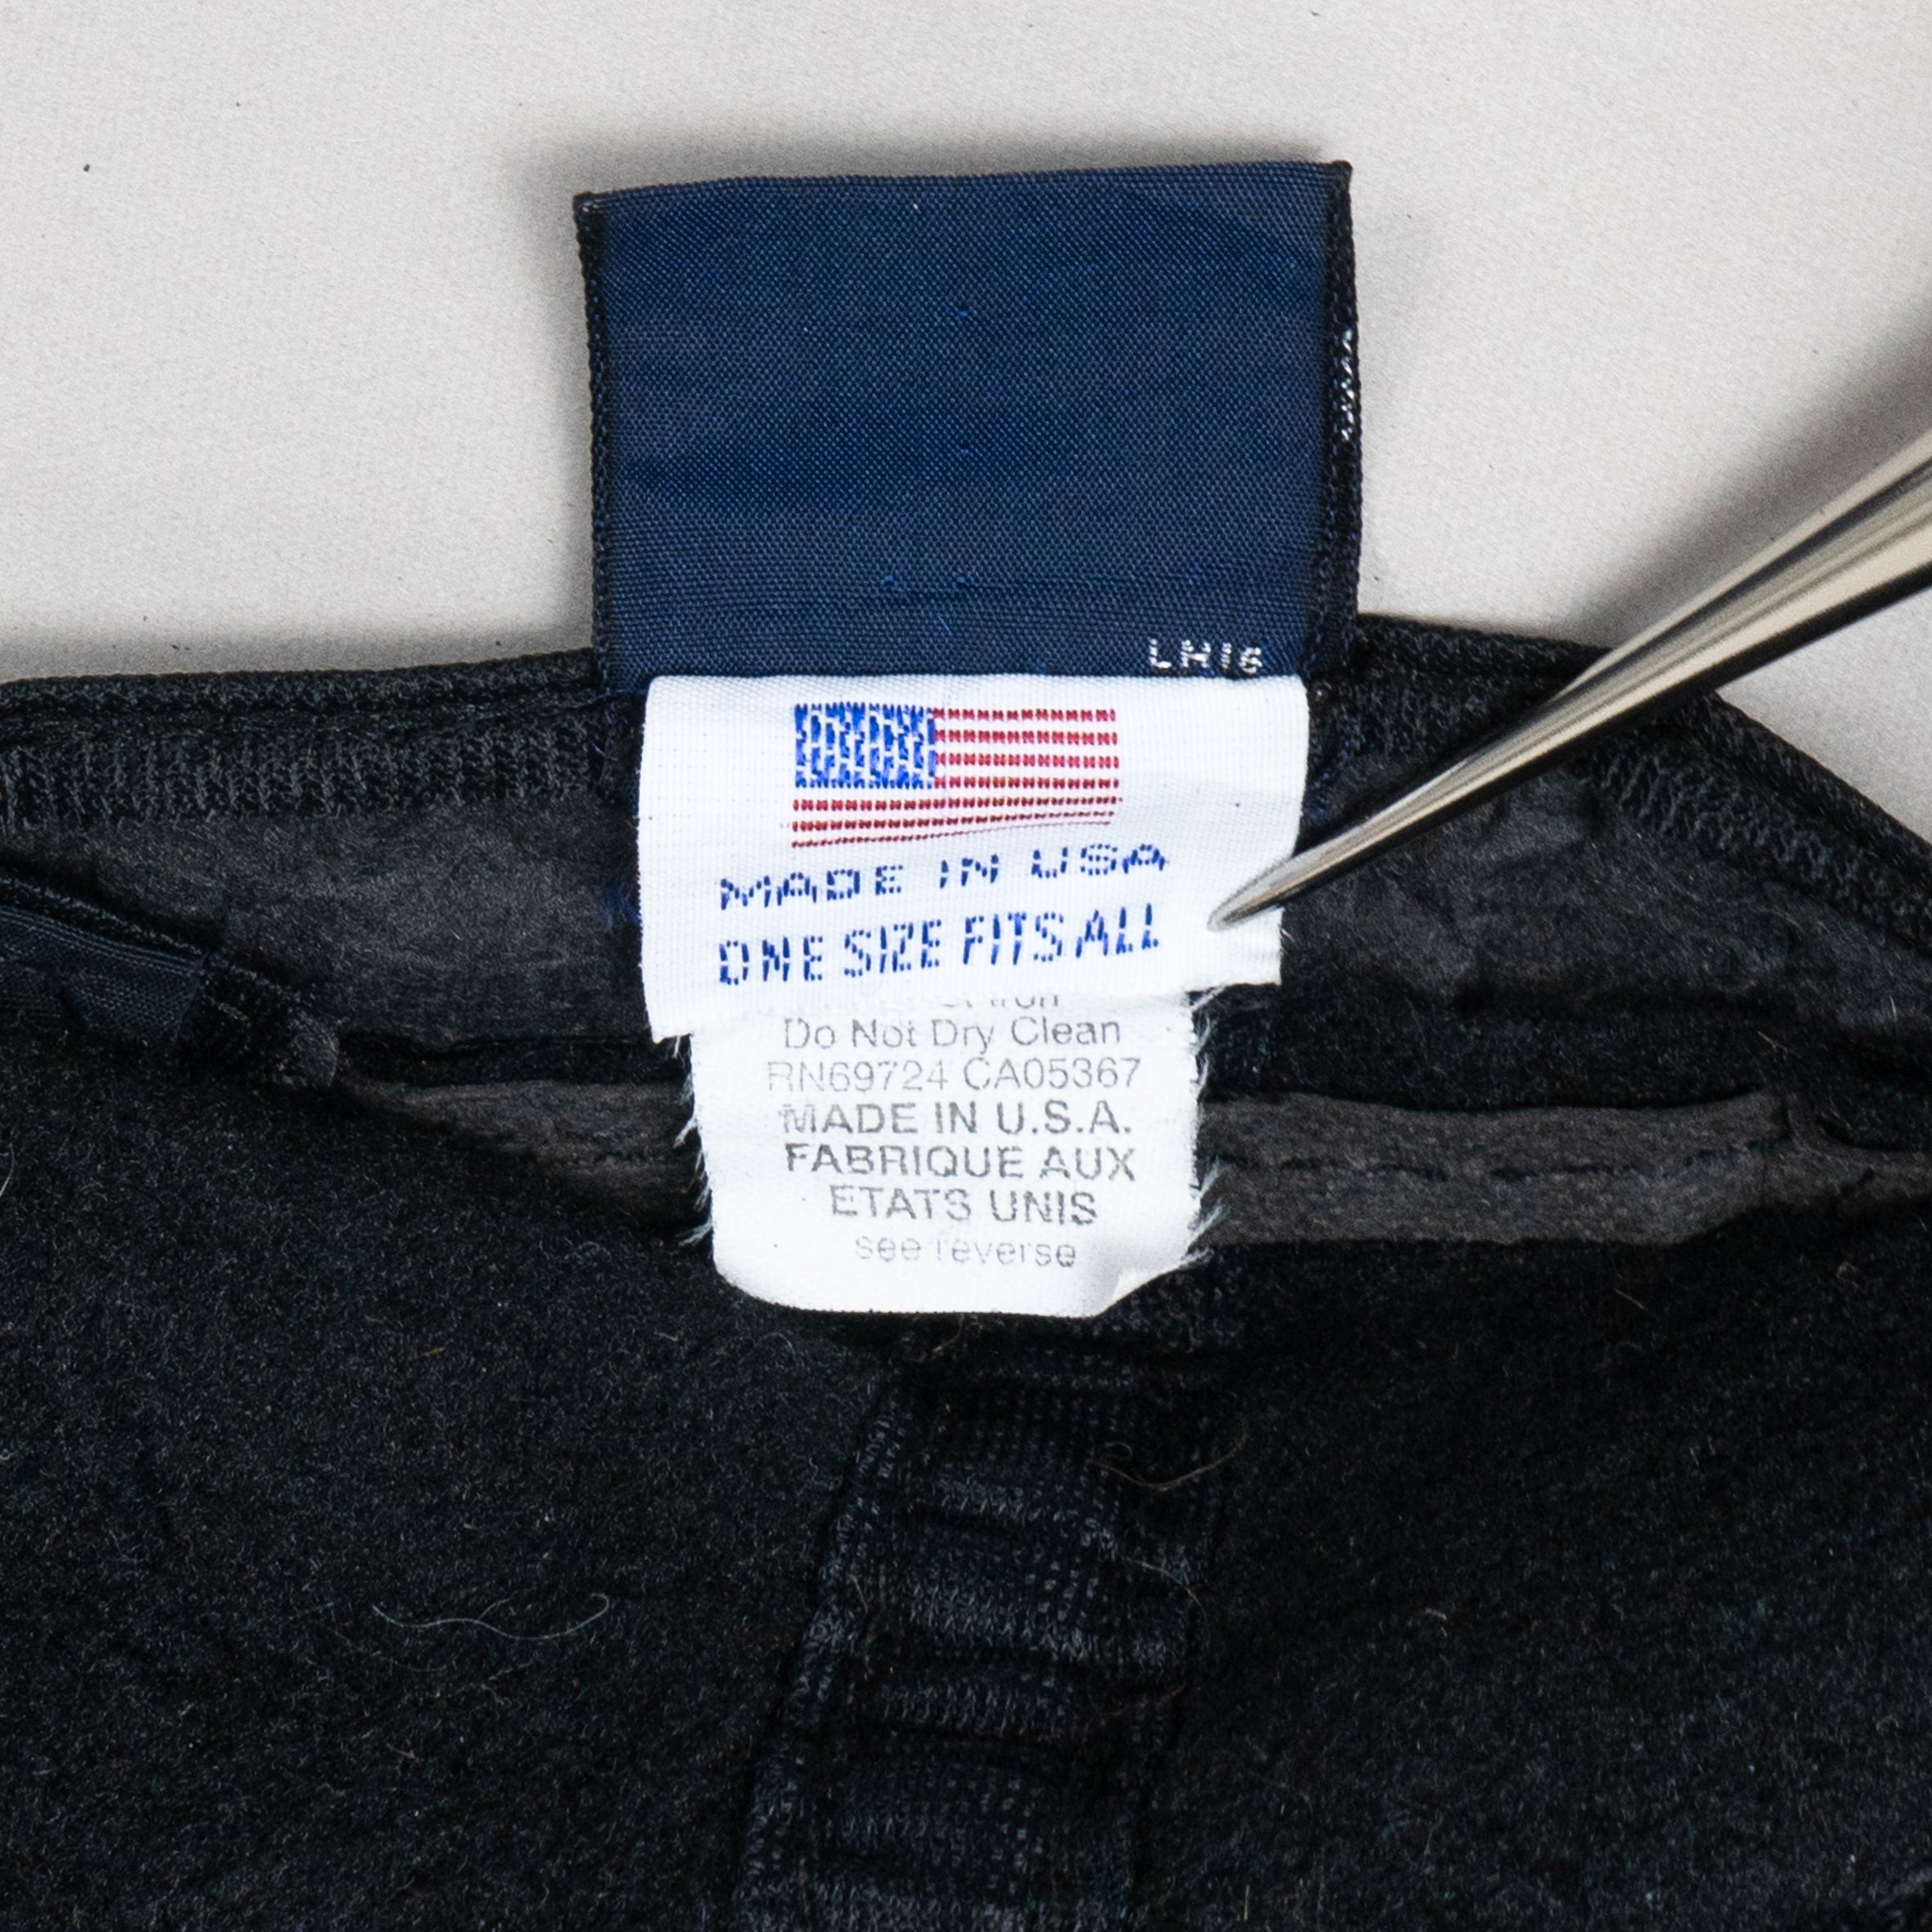 LH16
MADE IN USA
ONE SIZE FITS ALL
Iron
Do Not Dry Clean
RN69724 CA05367
MADE IN U.S.A.
FABRIQUE AUX
ETATS UNIS
see reverse